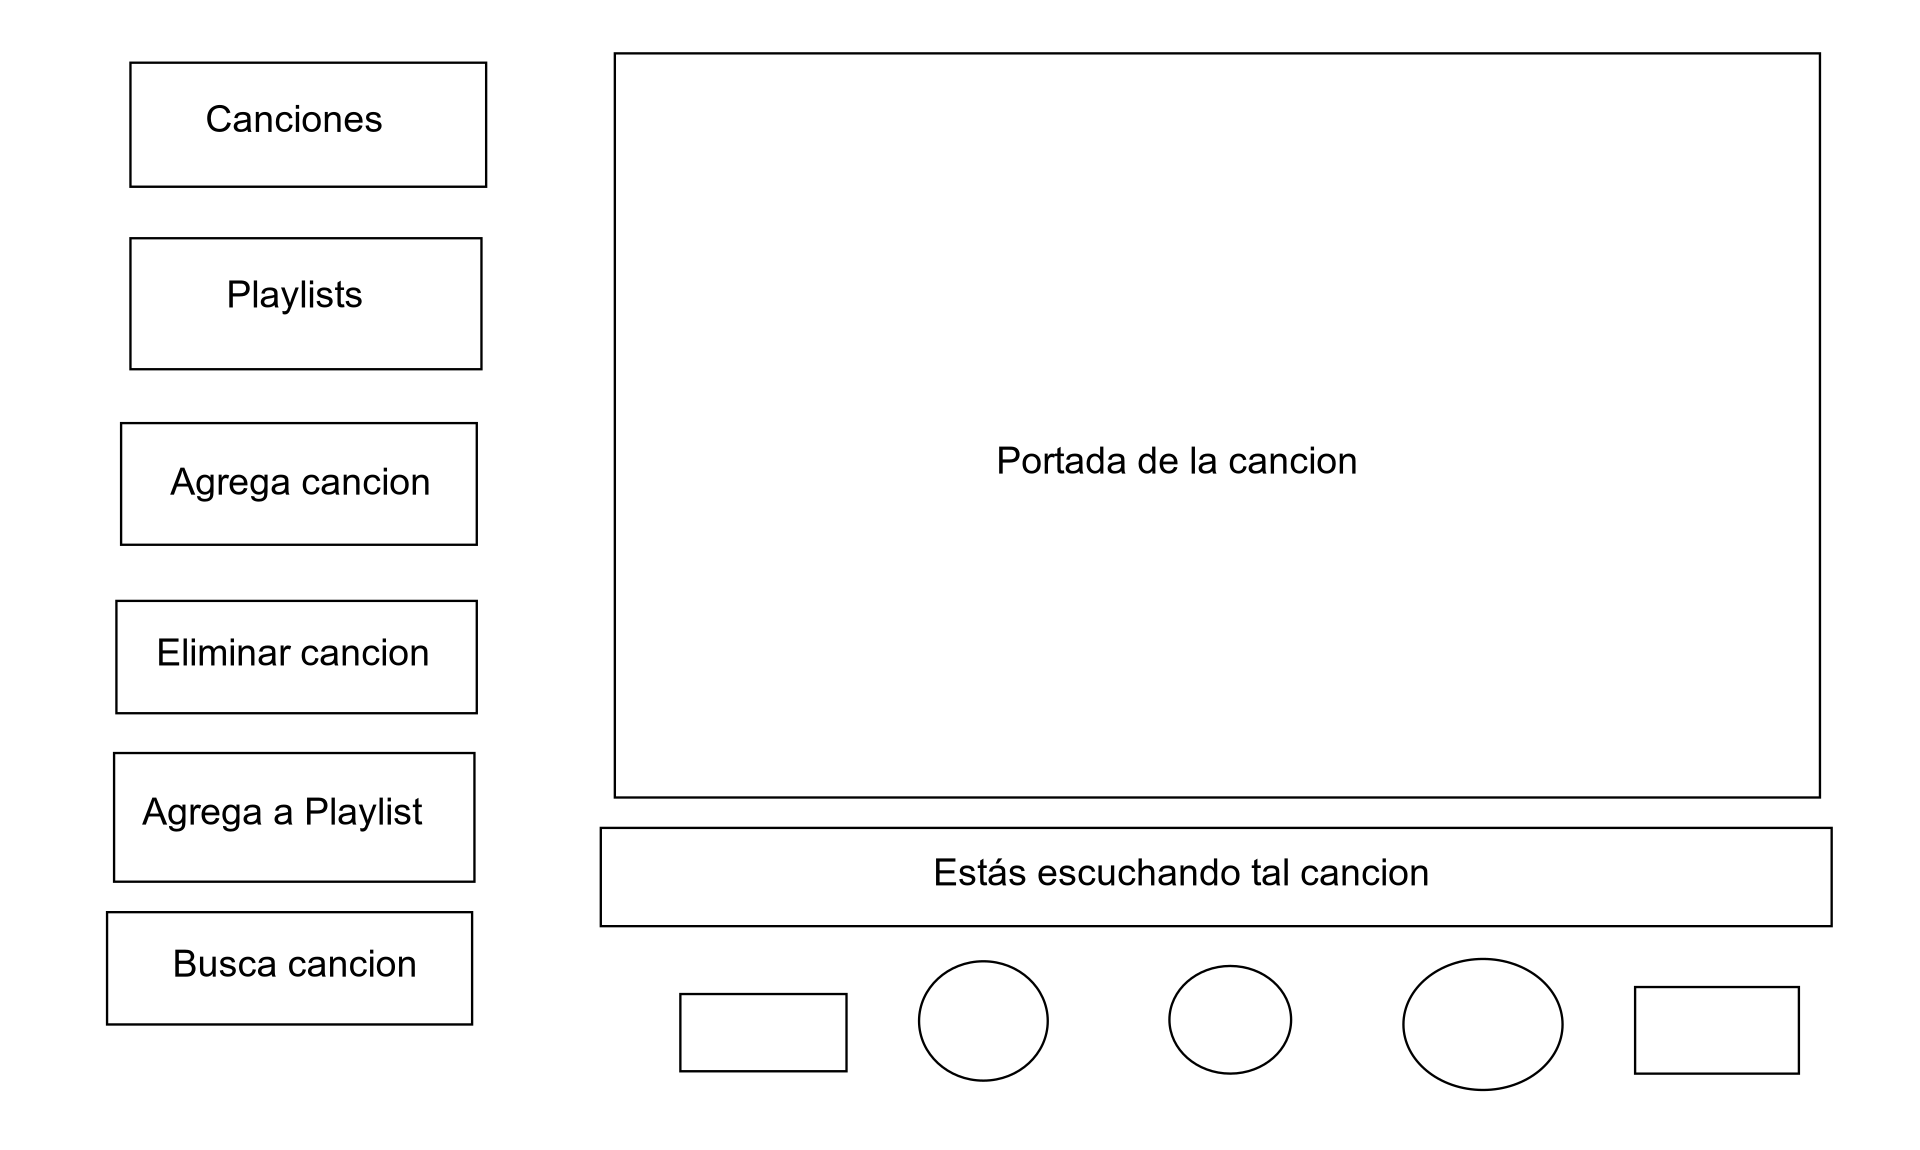 Canciones
Playlists
Agrega cancion
Eliminar cancion
Agrega a Playlist
Busca cancion
Portada de la cancion
Estás escuchando tal cancion